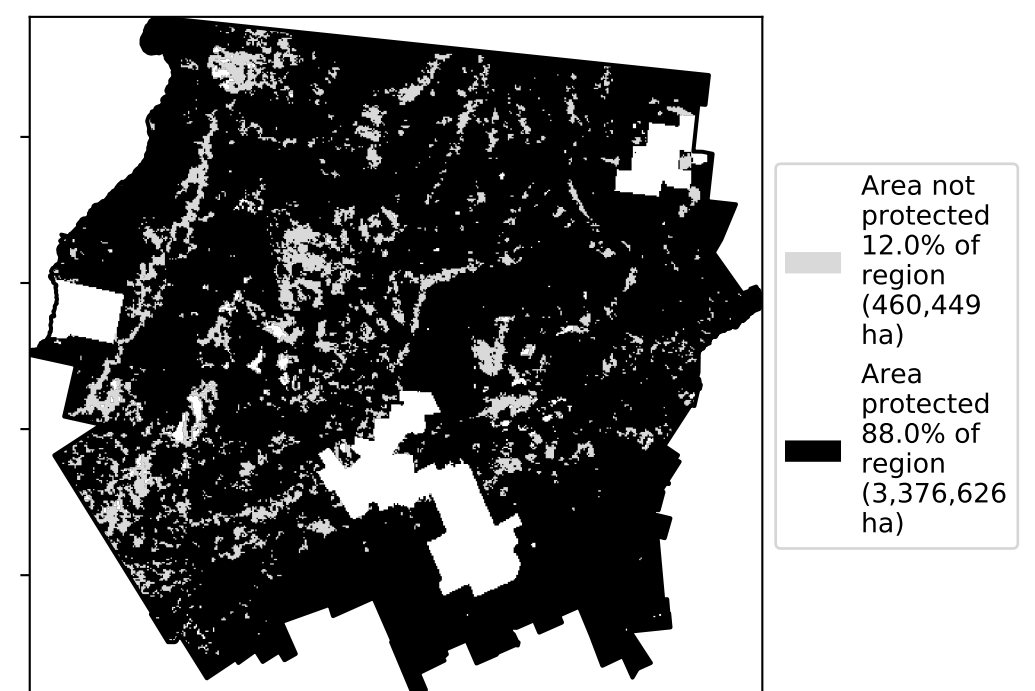 Area not
protected
12.0% of
region
(460,449
ha)
Area
protected
88.0% of
region
(3,376,626
ha)